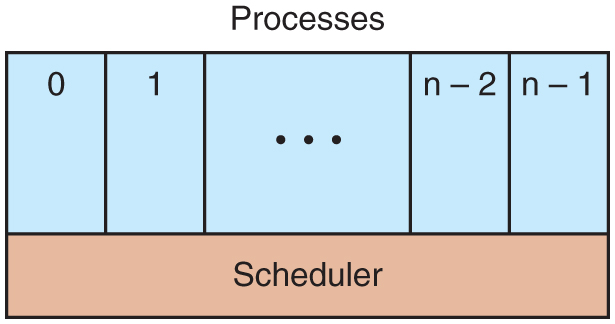 Processes
0 1 • • • n – 2 n – 1
Scheduler